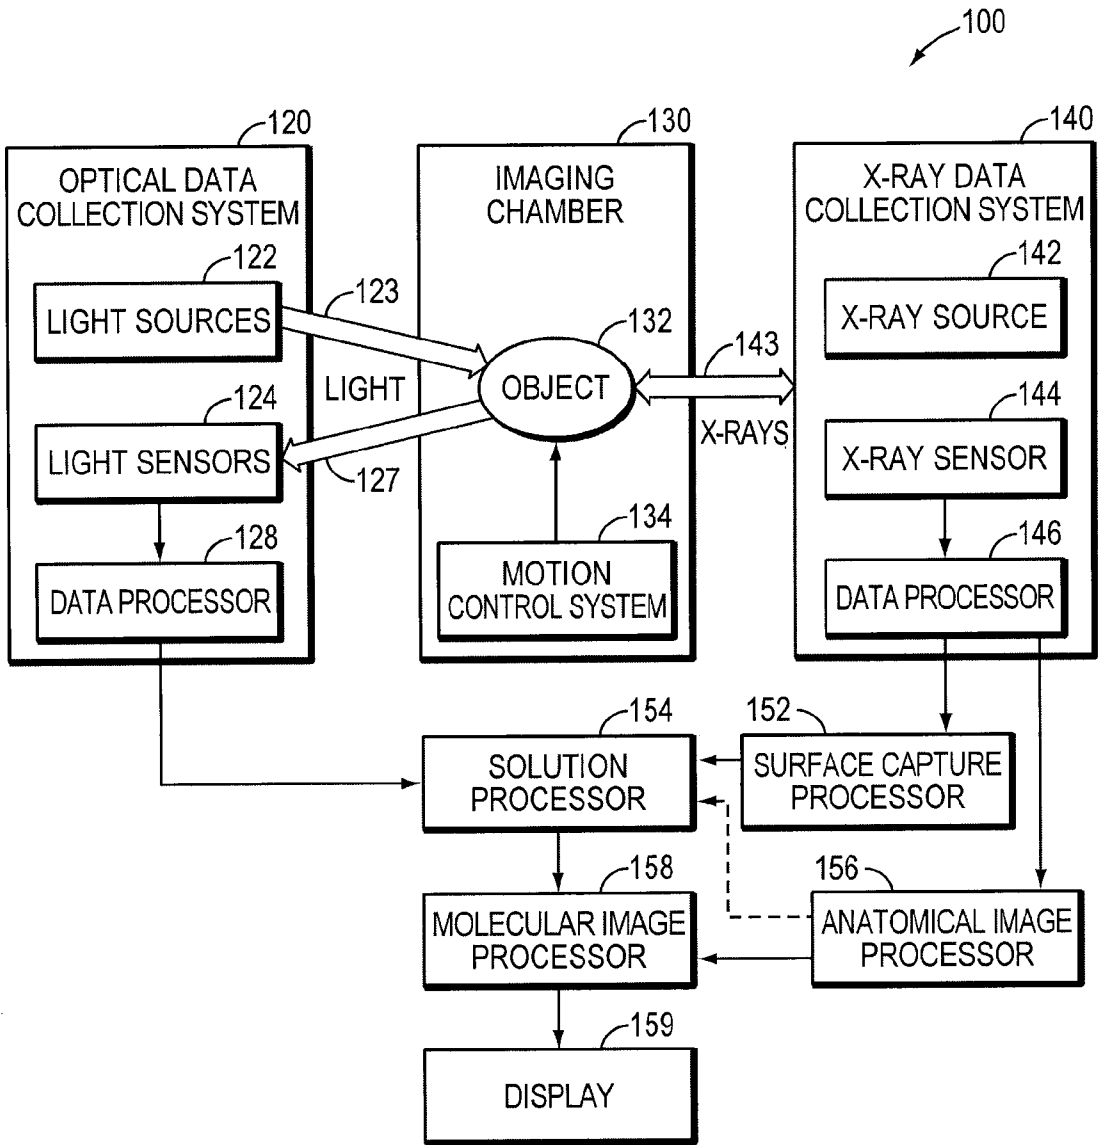 100
120
130
140
OPTICAL DATA
COLLECTION SYSTEM
IMAGING
CHAMBER
X-RAY DATA
COLLECTION SYSTEM
122
LIGHT SOURCES
123
142
X-RAY SOURCE
132
OBJECT
143
LIGHT
X-RAYS
124
LIGHT SENSORS
127
144
X-RAY SENSOR
134
MOTION
CONTROL SYSTEM
128
DATA PROCESSOR
146
DATA PROCESSOR
154
SOLUTION
PROCESSOR
152
SURFACE CAPTURE
PROCESSOR
158
MOLECULAR IMAGE
PROCESSOR
156
ANATOMICAL IMAGE
PROCESSOR
159
DISPLAY